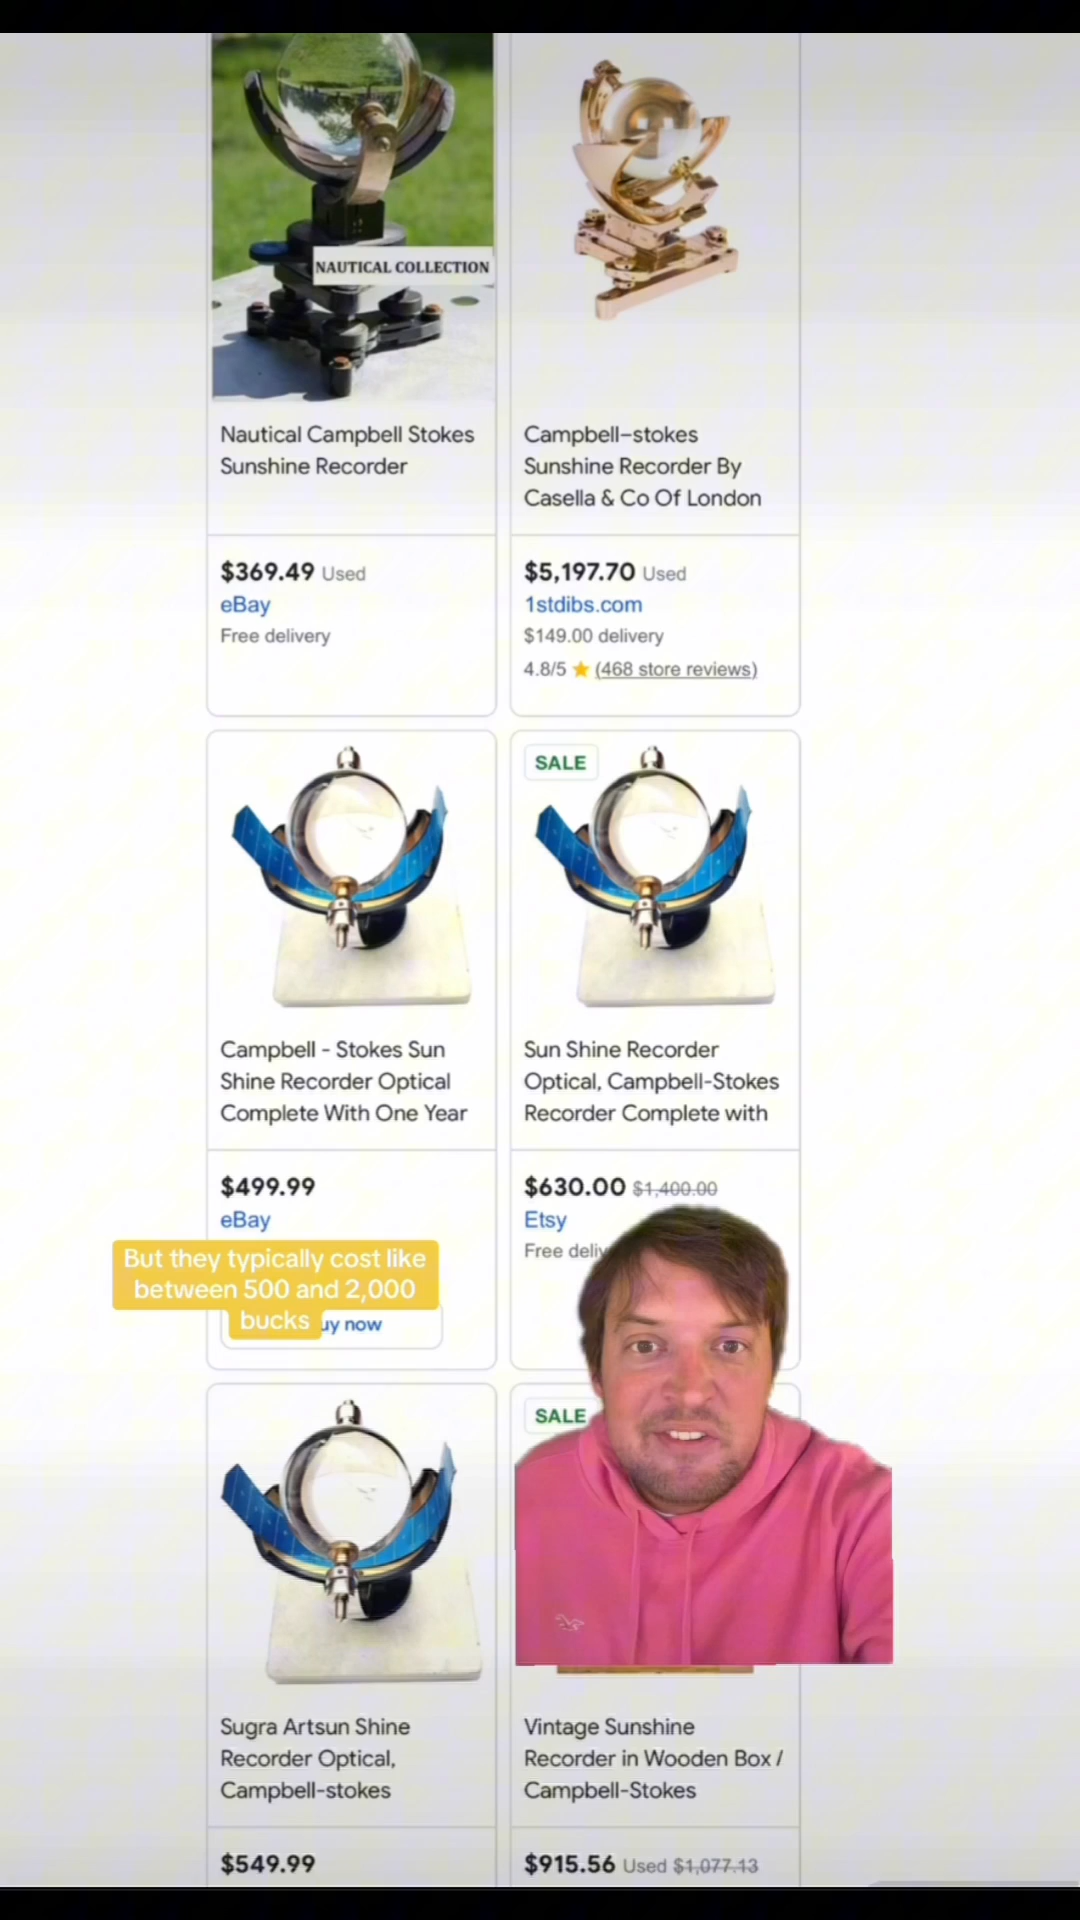 NAUTICAL COLLECTION
Nautical Campbell Stokes
Sunshine Recorder
$369.49 Used
eBay
Free delivery
Campbell-stokes
Sunshine Recorder By
Casella & Co Of London
$5,197.70 Used
1stdibs.com
$149.00 delivery
4.8/5 ★ (468 store reviews)
Campbell - Stokes Sun
Shine Recorder Optical
Complete With One Year
$499.99
eBay
But they typically cost like
between 500 and 2,000
bucks
uy now
SALE
Sun Shine Recorder
Optical, Campbell-Stokes
Recorder Complete with
$630.00 $1,400.00
Etsy
Free deliv
Sugra Artsun Shine
Recorder Optical,
Campbell-stokes
$549.99
SALE
Vintage Sunshine
Recorder in Wooden Box /
Campbell-Stokes
$915.56 Used $1,077.13